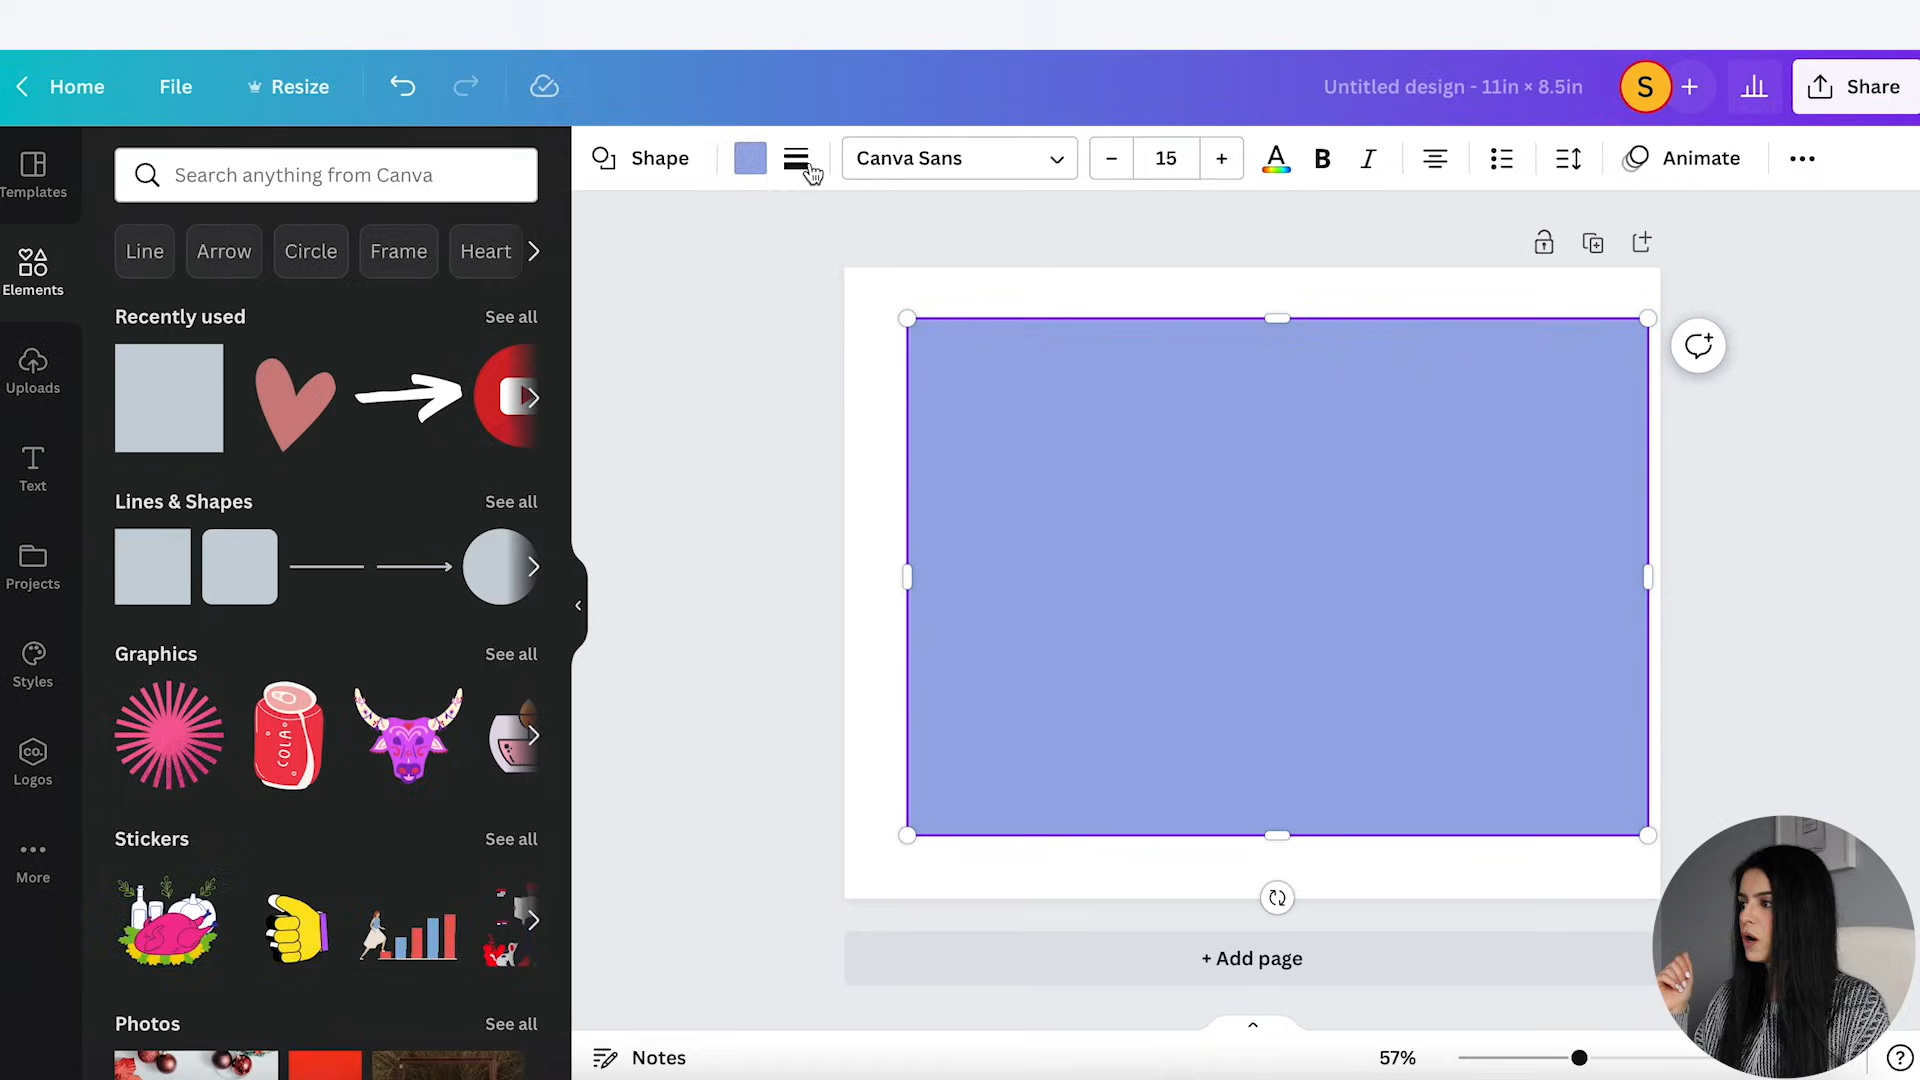 Home
File
Resize
Untitled design - 11in × 8.5in
S
Share
Templates
Elements
Uploads
Text
Projects
Styles
CO.
Logos
More
Search anything from Canva
Line
Arrow
Circle
Frame
Heart
Recently used
See all
Lines & Shapes
See all
Graphics
See all
COLA
Stickers
See all
Photos
See all
Shape
Canva Sans
15
A
B
I
Animate
+ Add page
Notes
57%
?